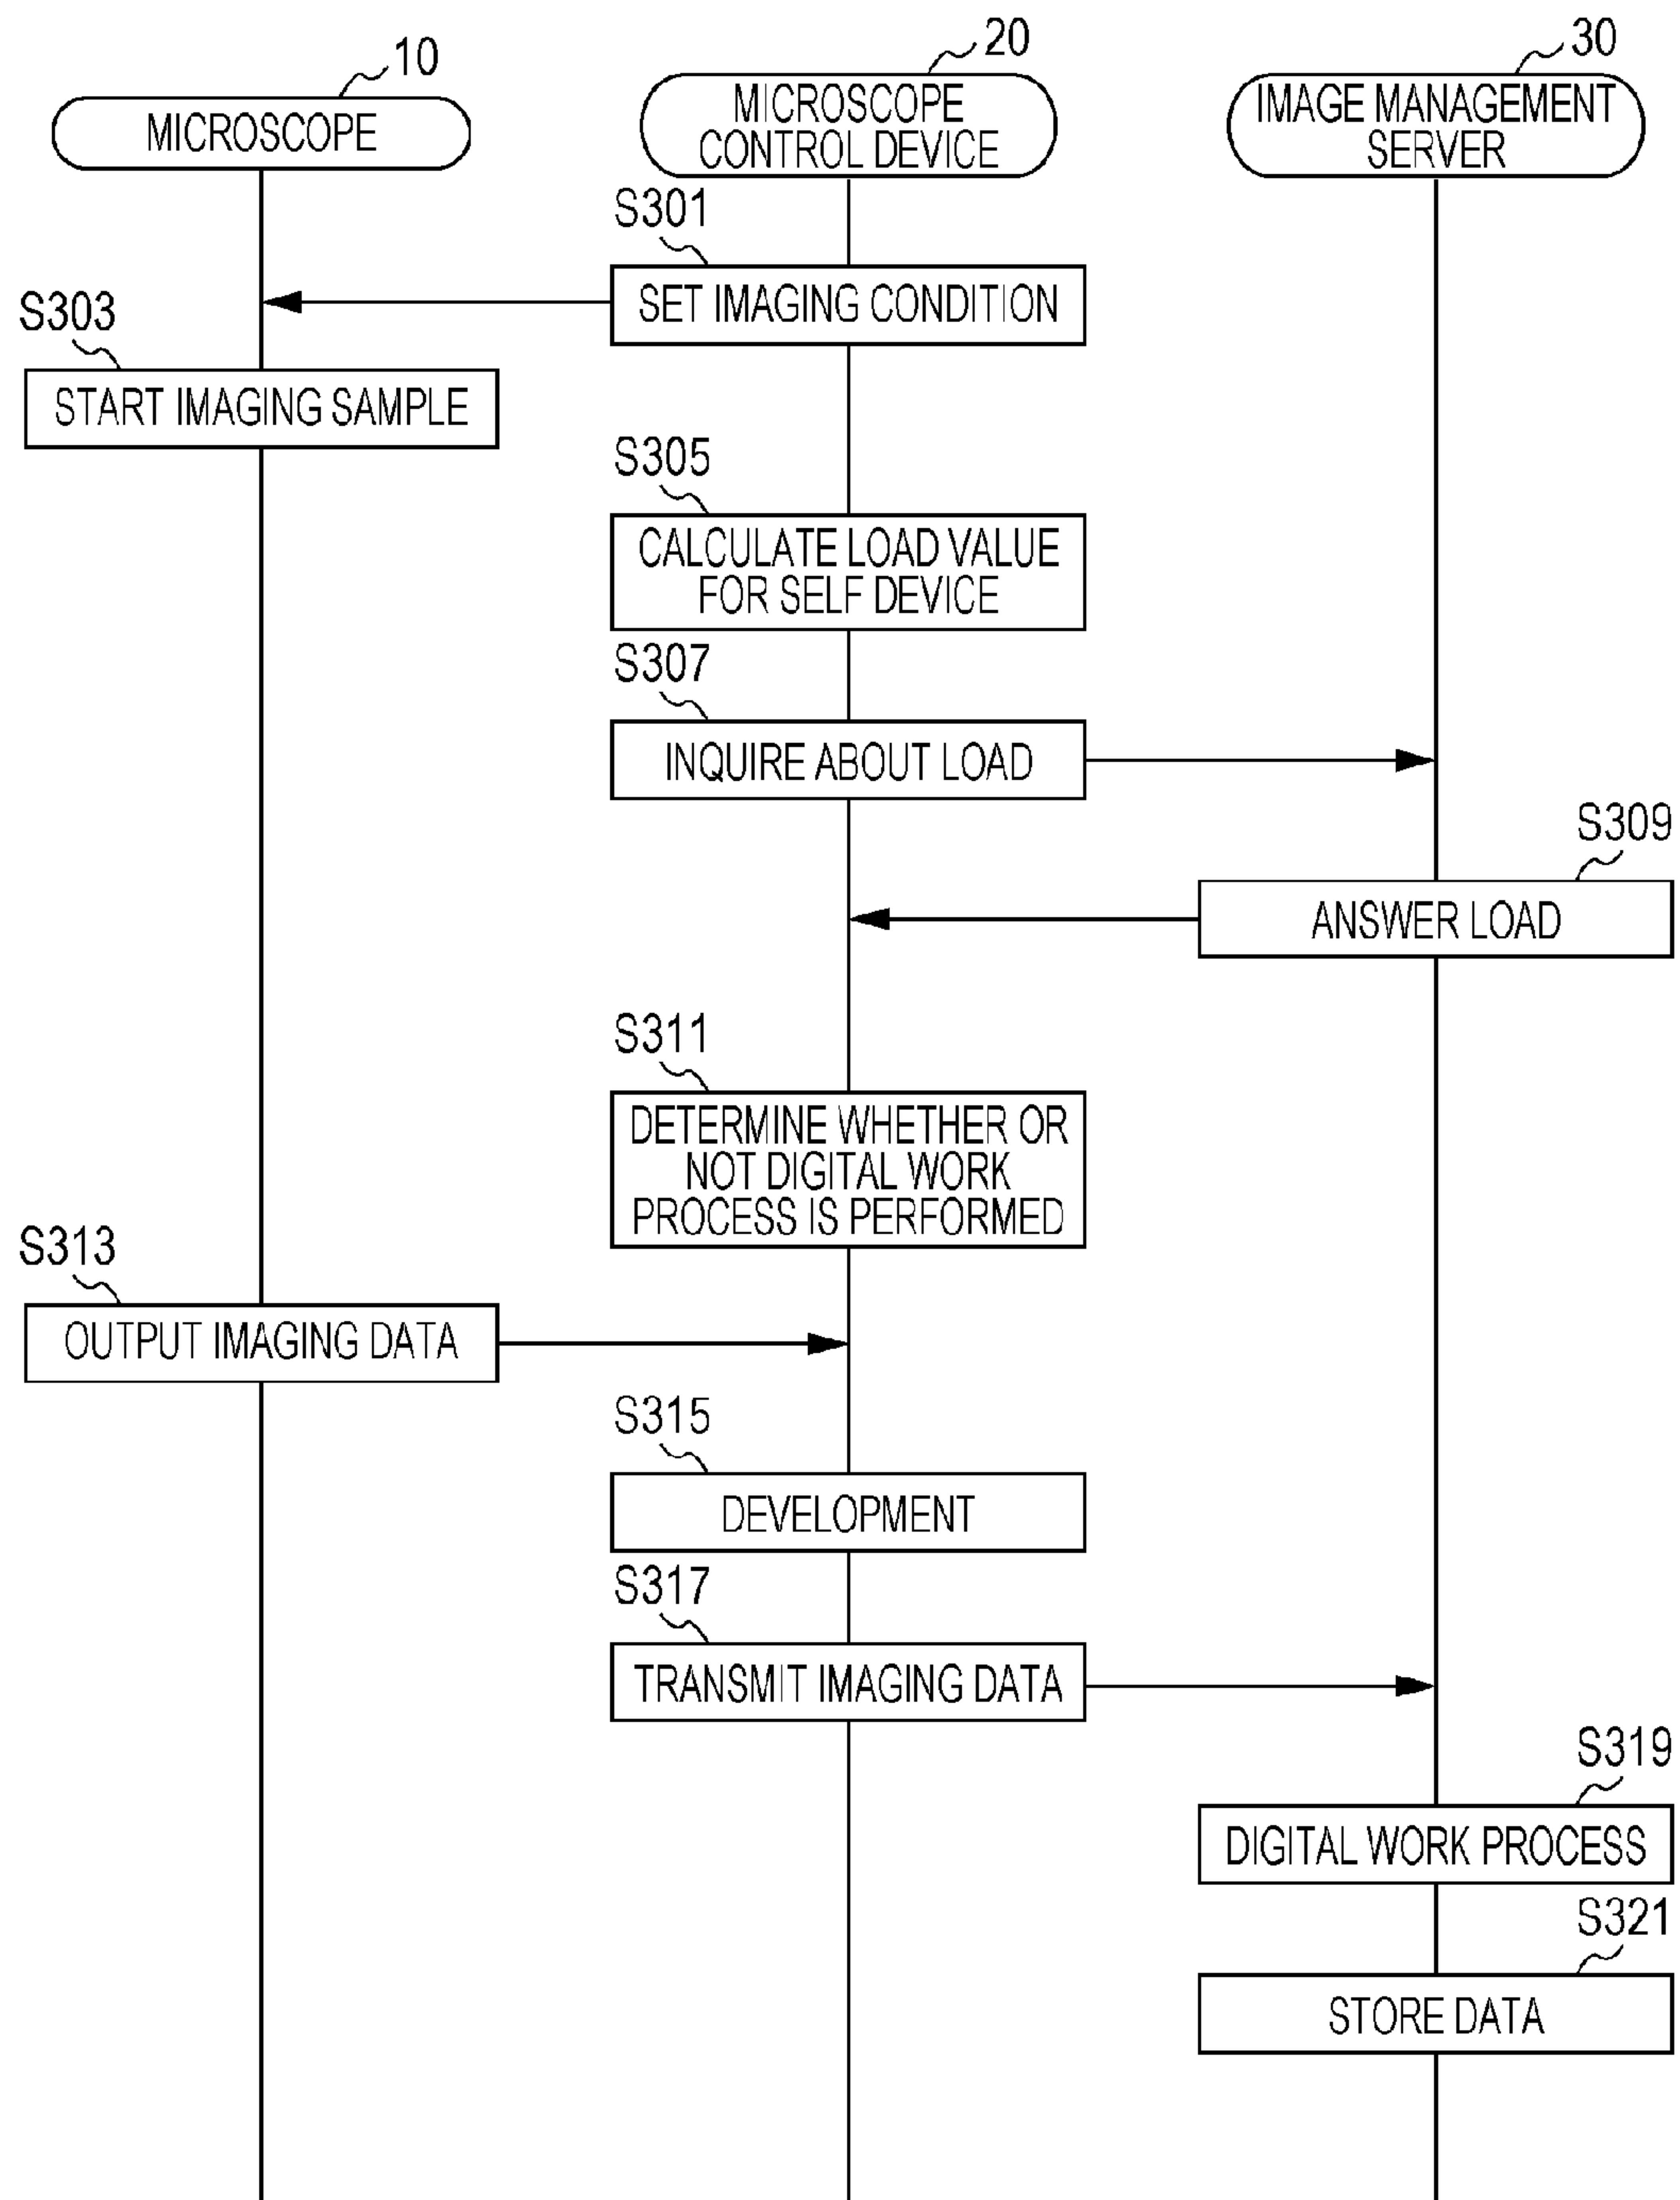 10
MICROSCOPE
20
MICROSCOPE
CONTROL DEVICE
30
IMAGE MANAGEMENT
SERVER
S301
SET IMAGING CONDITION
S303
START IMAGING SAMPLE
S305
CALCULATE LOAD VALUE
FOR SELF DEVICE
S307
INQUIRE ABOUT LOAD
S309
ANSWER LOAD
S311
DETERMINE WHETHER OR
NOT DIGITAL WORK
PROCESS IS PERFORMED
S313
OUTPUT IMAGING DATA
S315
DEVELOPMENT
S317
TRANSMIT IMAGING DATA
S319
DIGITAL WORK PROCESS
S321
STORE DATA